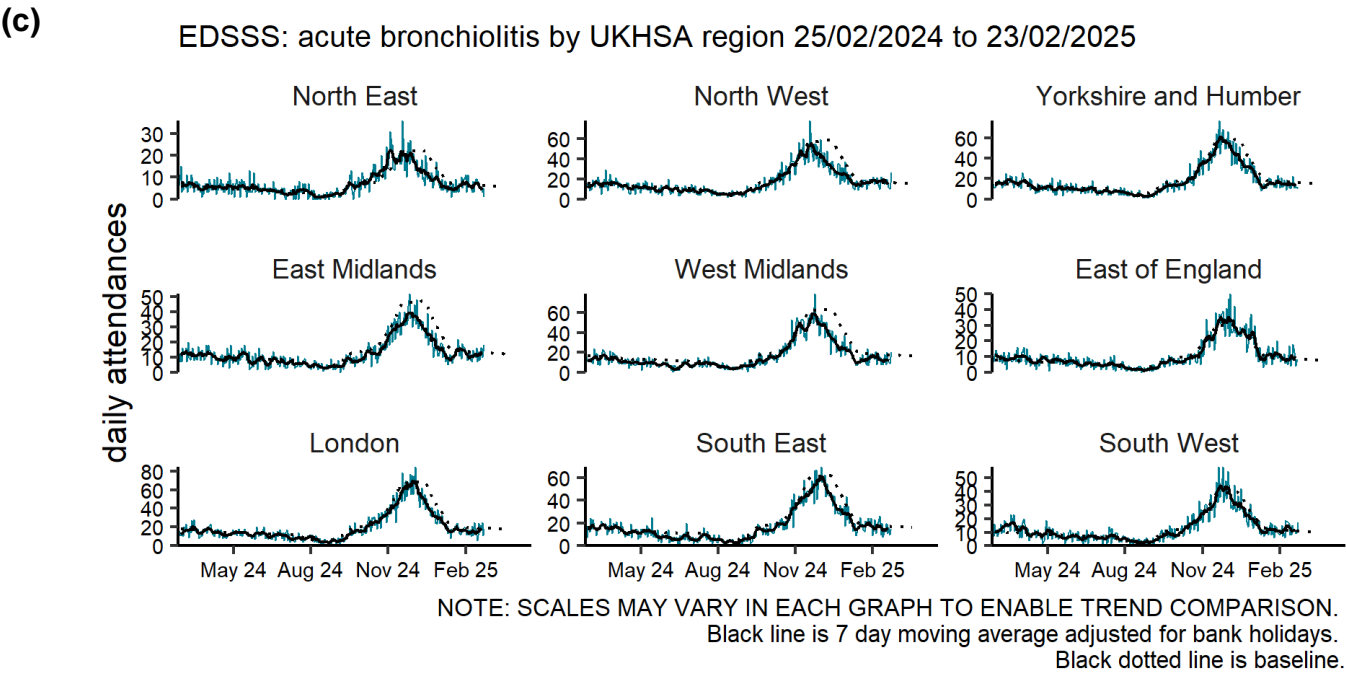 (c)
EDSSS: acute bronchiolitis by UKHSA region 25/02/2024 to 23/02/2025
daily attendances
North East
30
20
10
0
North West
60
40
20
0
Yorkshire and Humber
60
40
20
0
East Midlands
50
40
30
20
10
0
West Midlands
60
40
20
0
East of England
50
40
30
20
10
0
London
80
60
40
20
0
May 24 Aug 24 Nov 24 Feb 25
South East
60
40
20
0
May 24 Aug 24 Nov 24 Feb 25
South West
50
40
30
20
10
0
May 24 Aug 24 Nov 24 Feb 25
NOTE: SCALES MAY VARY IN EACH GRAPH TO ENABLE TREND COMPARISON.
Black line is 7 day moving average adjusted for bank holidays.
Black dotted line is baseline.